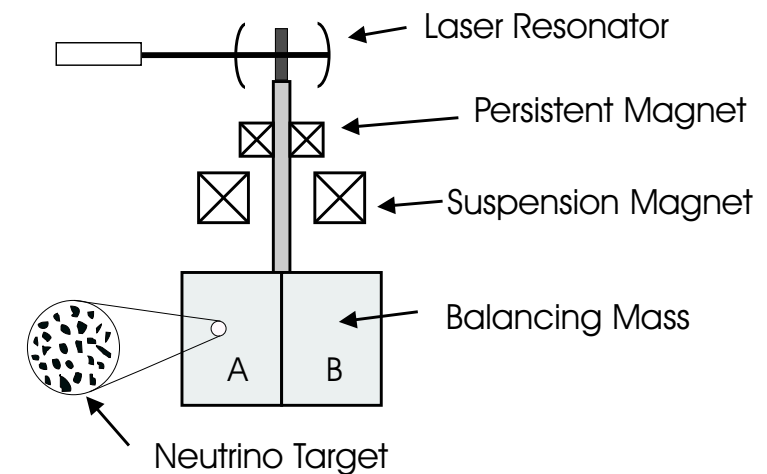 Laser Resonator
Persistent Magnet
Suspension Magnet
Balancing Mass
A
B
Neutrino Target